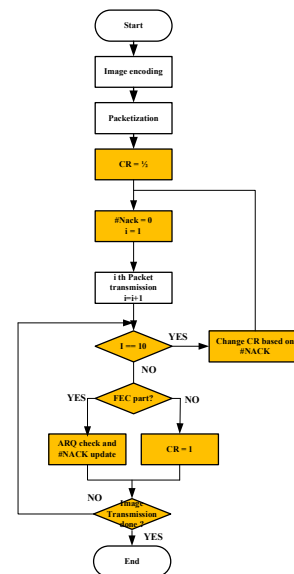 Start
Image encoding
Packetization
CR = ½
#Nack = 0
i = 1
i th Packet
transmission
i=i+1
I == 10
YES
Change CR based on
#NACK
NO
FEC part?
YES
NO
ARQ check and
#NACK update
CR = 1
NO
Image
Transmission
done ?
YES
End